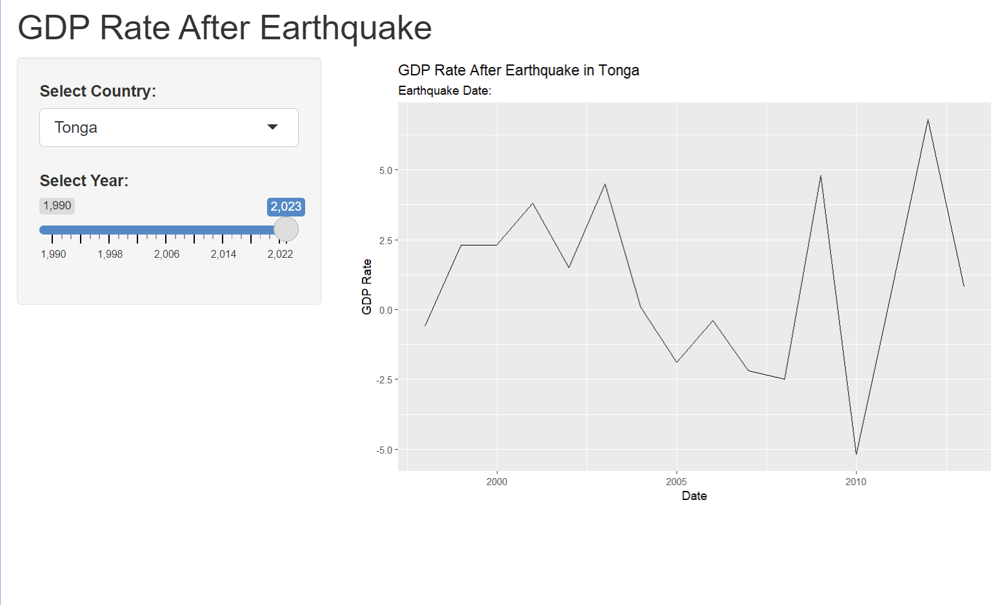 GDP Rate After Earthquake
Select Country:
Tonga
Select Year:
1,990
2,023
1,990 1,998 2,006 2,014 2,022
GDP Rate After Earthquake in Tonga
Earthquake Date:
GDP Rate
5.0
2.5
0.0
-2.5
-5.0
2000 2005 2010
Date